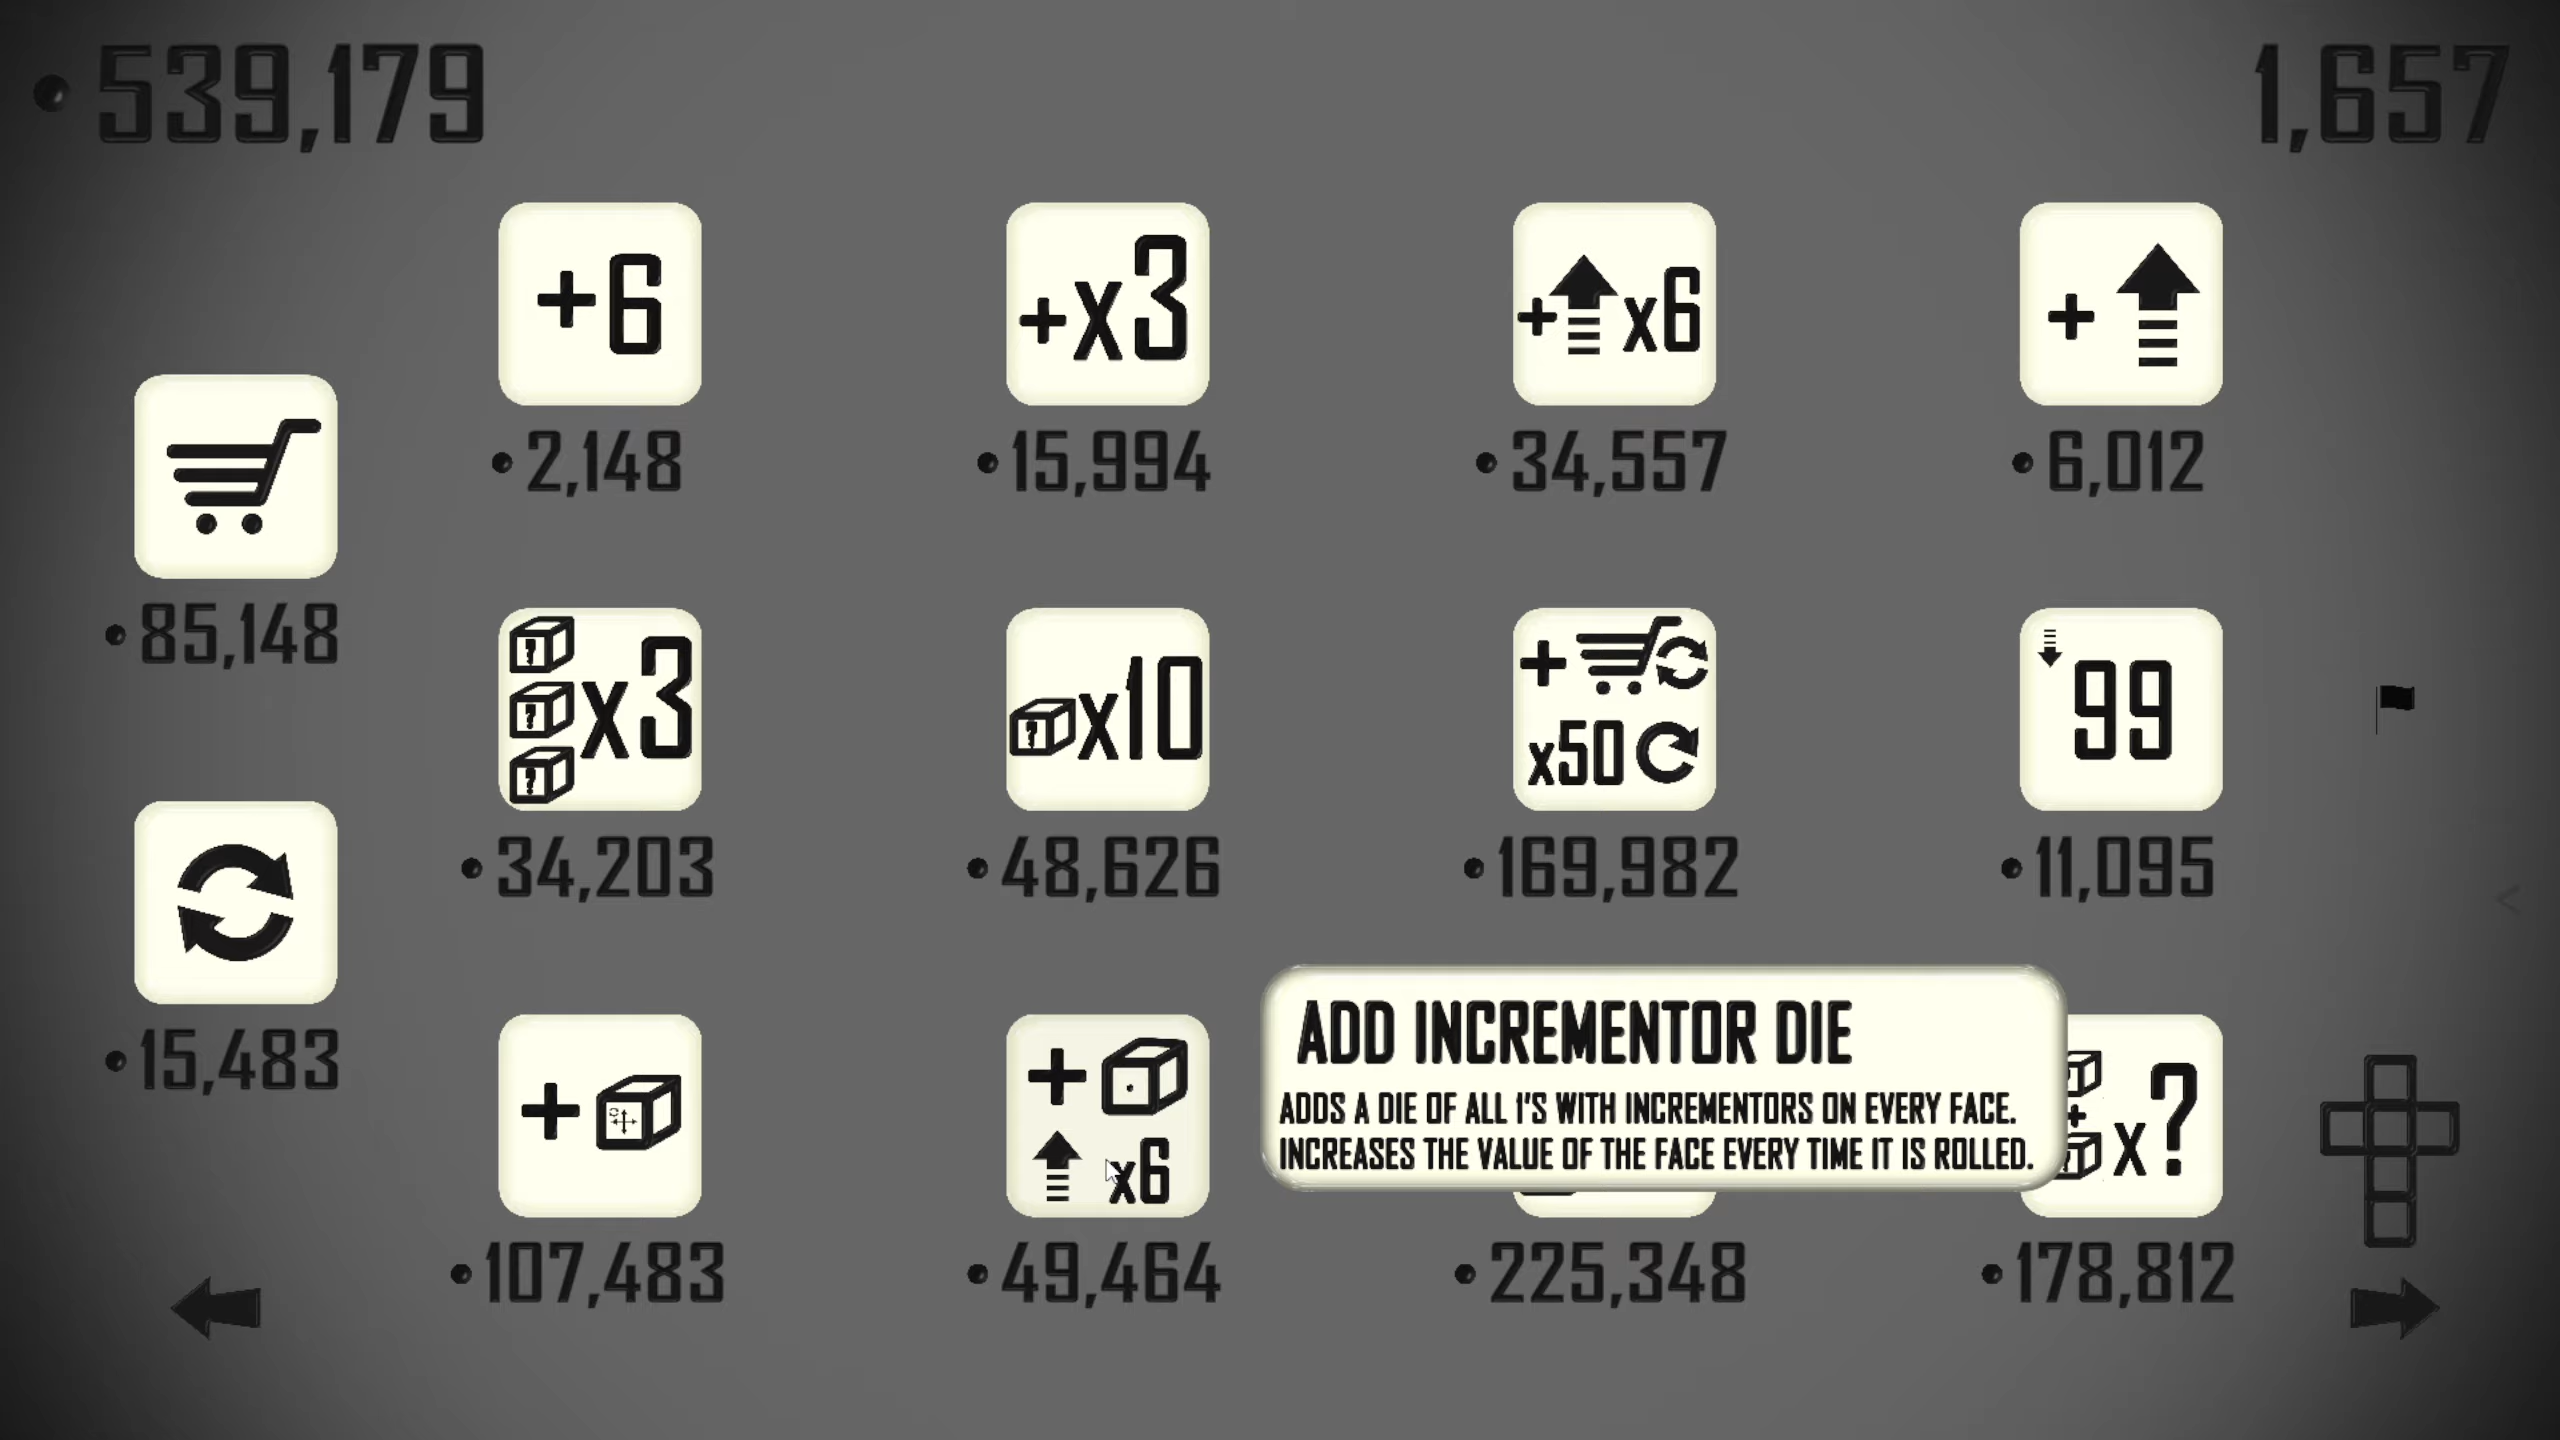 539,179
1,657
+6
+x3
+x6
+
2,148
15,994
34,557
6,012
85,148
? ? ? x3
? x10
+
x50
99
34,203
48,626
169,982
11,095
15,483
+
+
x6
ADD INCREMENTOR DIE
ADDS A DIE OF ALL 1'S WITH INCREMENTORS ON EVERY FACE.
INCREASES THE VALUE OF THE FACE EVERY TIME IT IS ROLLED.
+
x?
107,483
49,464
225,348
178,812
<